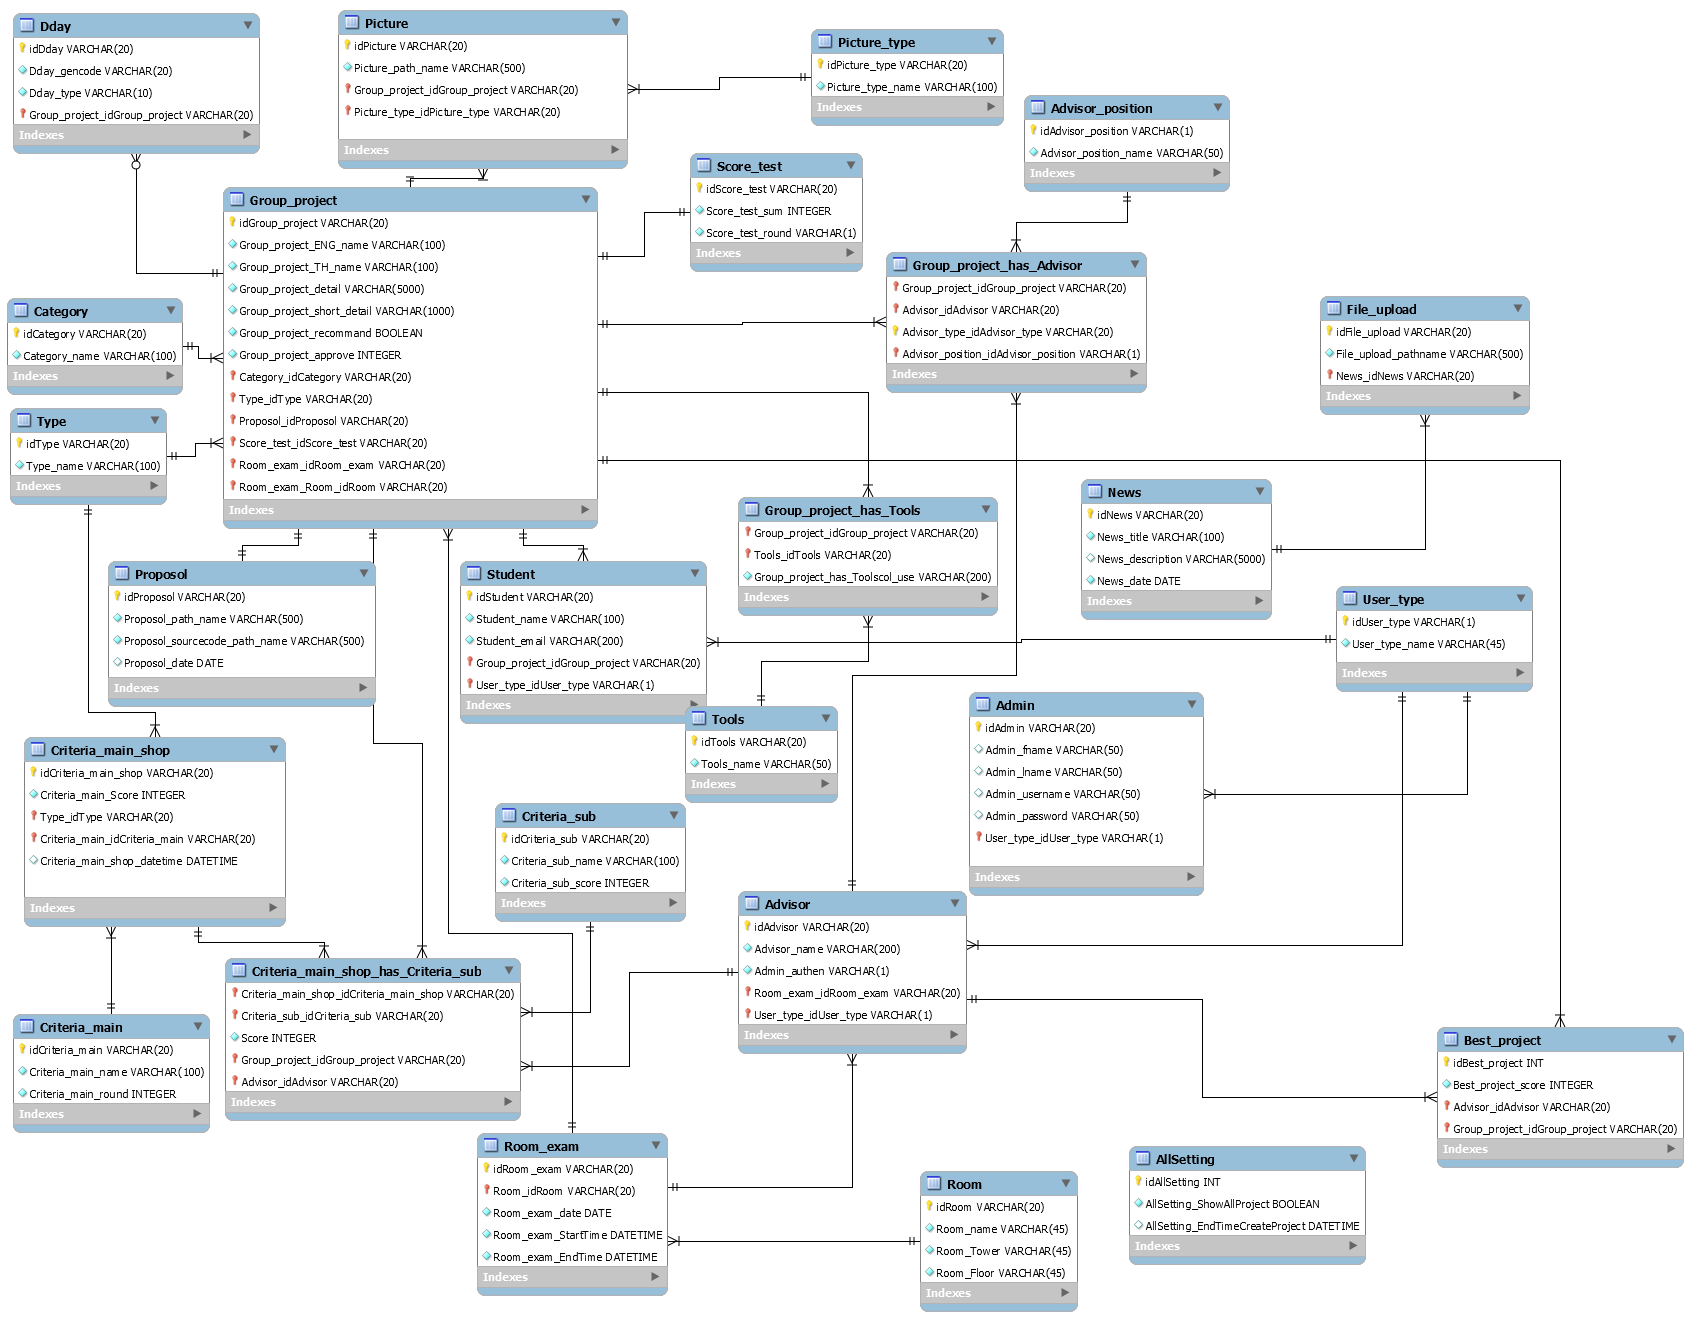 Dday
idDday VARCHAR(20)
Dday_gencode VARCHAR(20)
Dday_type VARCHAR(10)
Group_project_idGroup_project VARCHAR(20)
Indexes
Picture
idPicture VARCHAR(20)
Picture_path_name VARCHAR(500)
Group_project_idGroup_project VARCHAR(20)
Picture_type_idPicture_type VARCHAR(20)
Indexes
Picture_type
idPicture_type VARCHAR(20)
Picture_type_name VARCHAR(100)
Indexes
Advisor_position
idAdvisor_position VARCHAR(1)
Advisor_position_name VARCHAR(50)
Indexes
Score_test
idScore_test VARCHAR(20)
Score_test_sum INTEGER
Score_test_round VARCHAR(1)
Indexes
Group_project
idGroup_project VARCHAR(20)
Group_project_ENG_name VARCHAR(100)
Group_project_TH_name VARCHAR(100)
Group_project_detail VARCHAR(5000)
Group_project_short_detail VARCHAR(1000)
Group_project_recommand BOOLEAN
Group_project_approve INTEGER
Category_idCategory VARCHAR(20)
Type_idType VARCHAR(20)
Proposol_idProposol VARCHAR(20)
Score_test_idScore_test VARCHAR(20)
Room_exam_idRoom_exam VARCHAR(20)
Room_exam_Room_idRoom VARCHAR(20)
Indexes
Group_project_has_Advisor
Group_project_idGroup_project VARCHAR(20)
Advisor_idAdvisor VARCHAR(20)
Advisor_type_idAdvisor_type VARCHAR(20)
Advisor_position_idAdvisor_position VARCHAR(1)
Indexes
Category
idCategory VARCHAR(20)
Category_name VARCHAR(100)
Indexes
File_upload
idFile_upload VARCHAR(20)
File_upload_pathname VARCHAR(500)
News_idNews VARCHAR(20)
Indexes
Type
idType VARCHAR(20)
Type_name VARCHAR(100)
Indexes
News
idNews VARCHAR(20)
News_title VARCHAR(100)
News_description VARCHAR(5000)
News_date DATE
Indexes
Group_project_has_Tools
Group_project_idGroup_project VARCHAR(20)
Tools_idTools VARCHAR(20)
Group_project_has_Toolscol_use VARCHAR(200)
Indexes
Proposol
idProposol VARCHAR(20)
Proposol_path_name VARCHAR(500)
Proposol_sourcecode_path_name VARCHAR(500)
Proposol_date DATE
Indexes
Student
idStudent VARCHAR(20)
Student_name VARCHAR(100)
Student_email VARCHAR(200)
Group_project_idGroup_project VARCHAR(20)
User_type_idUser_type VARCHAR(1)
Indexes
User_type
idUser_type VARCHAR(1)
User_type_name VARCHAR(45)
Indexes
Tools
idTools VARCHAR(20)
Tools_name VARCHAR(50)
Indexes
Admin
idAdmin VARCHAR(20)
Admin_fname VARCHAR(50)
Admin_lname VARCHAR(50)
Admin_username VARCHAR(50)
Admin_password VARCHAR(50)
User_type_idUser_type VARCHAR(1)
Indexes
Criteria_main_shop
idCriteria_main_shop VARCHAR(20)
Criteria_main_Score INTEGER
Type_idType VARCHAR(20)
Criteria_main_idCriteria_main VARCHAR(20)
Criteria_main_shop_datetime DATETIME
Indexes
Criteria_sub
idCriteria_sub VARCHAR(20)
Criteria_sub_name VARCHAR(100)
Criteria_sub_score INTEGER
Indexes
Advisor
idAdvisor VARCHAR(20)
Advisor_name VARCHAR(200)
Admin_authen VARCHAR(1)
Room_exam_idRoom_exam VARCHAR(20)
User_type_idUser_type VARCHAR(1)
Indexes
Criteria_main_shop_has_Criteria_sub
Criteria_main_shop_idCriteria_main_shop VARCHAR(20)
Criteria_sub_idCriteria_sub VARCHAR(20)
Score INTEGER
Group_project_idGroup_project VARCHAR(20)
Advisor_idAdvisor VARCHAR(20)
Indexes
Criteria_main
idCriteria_main VARCHAR(20)
Criteria_main_name VARCHAR(100)
Criteria_main_round INTEGER
Indexes
Best_project
idBest_project INT
Best_project_score INTEGER
Advisor_idAdvisor VARCHAR(20)
Group_project_idGroup_project VARCHAR(20)
Indexes
Room_exam
idRoom_exam VARCHAR(20)
Room_idRoom VARCHAR(20)
Room_exam_date DATE
Room_exam_StartTime DATETIME
Room_exam_EndTime DATETIME
Indexes
Room
idRoom VARCHAR(20)
Room_name VARCHAR(45)
Room_Tower VARCHAR(45)
Room_Floor VARCHAR(45)
Indexes
AllSetting
idAllSetting INT
AllSetting_ShowAllProject BOOLEAN
AllSetting_EndTimeCreateProject DATETIME
Indexes